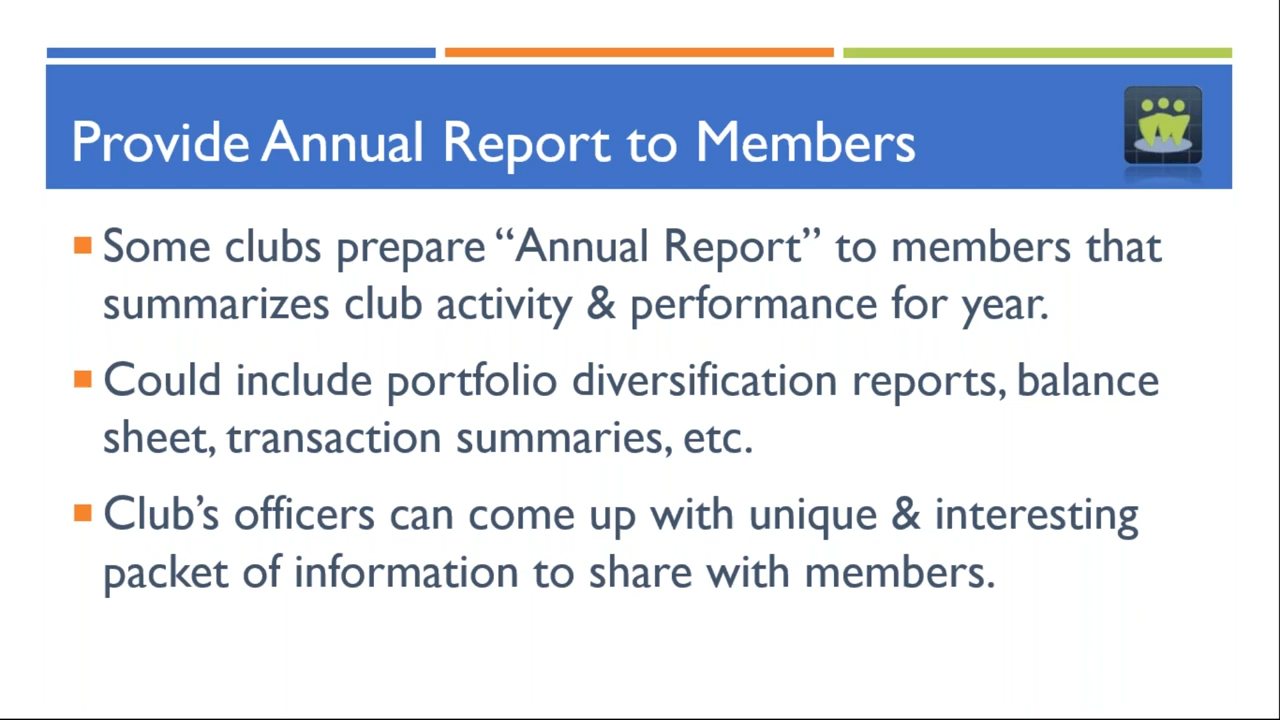 Provide Annual Report to Members
Some clubs prepare “Annual Report” to members that
summarizes club activity & performance for year.
Could include portfolio diversification reports, balance
sheet, transaction summaries, etc.
Club’s officers can come up with unique & interesting
packet of information to share with members.